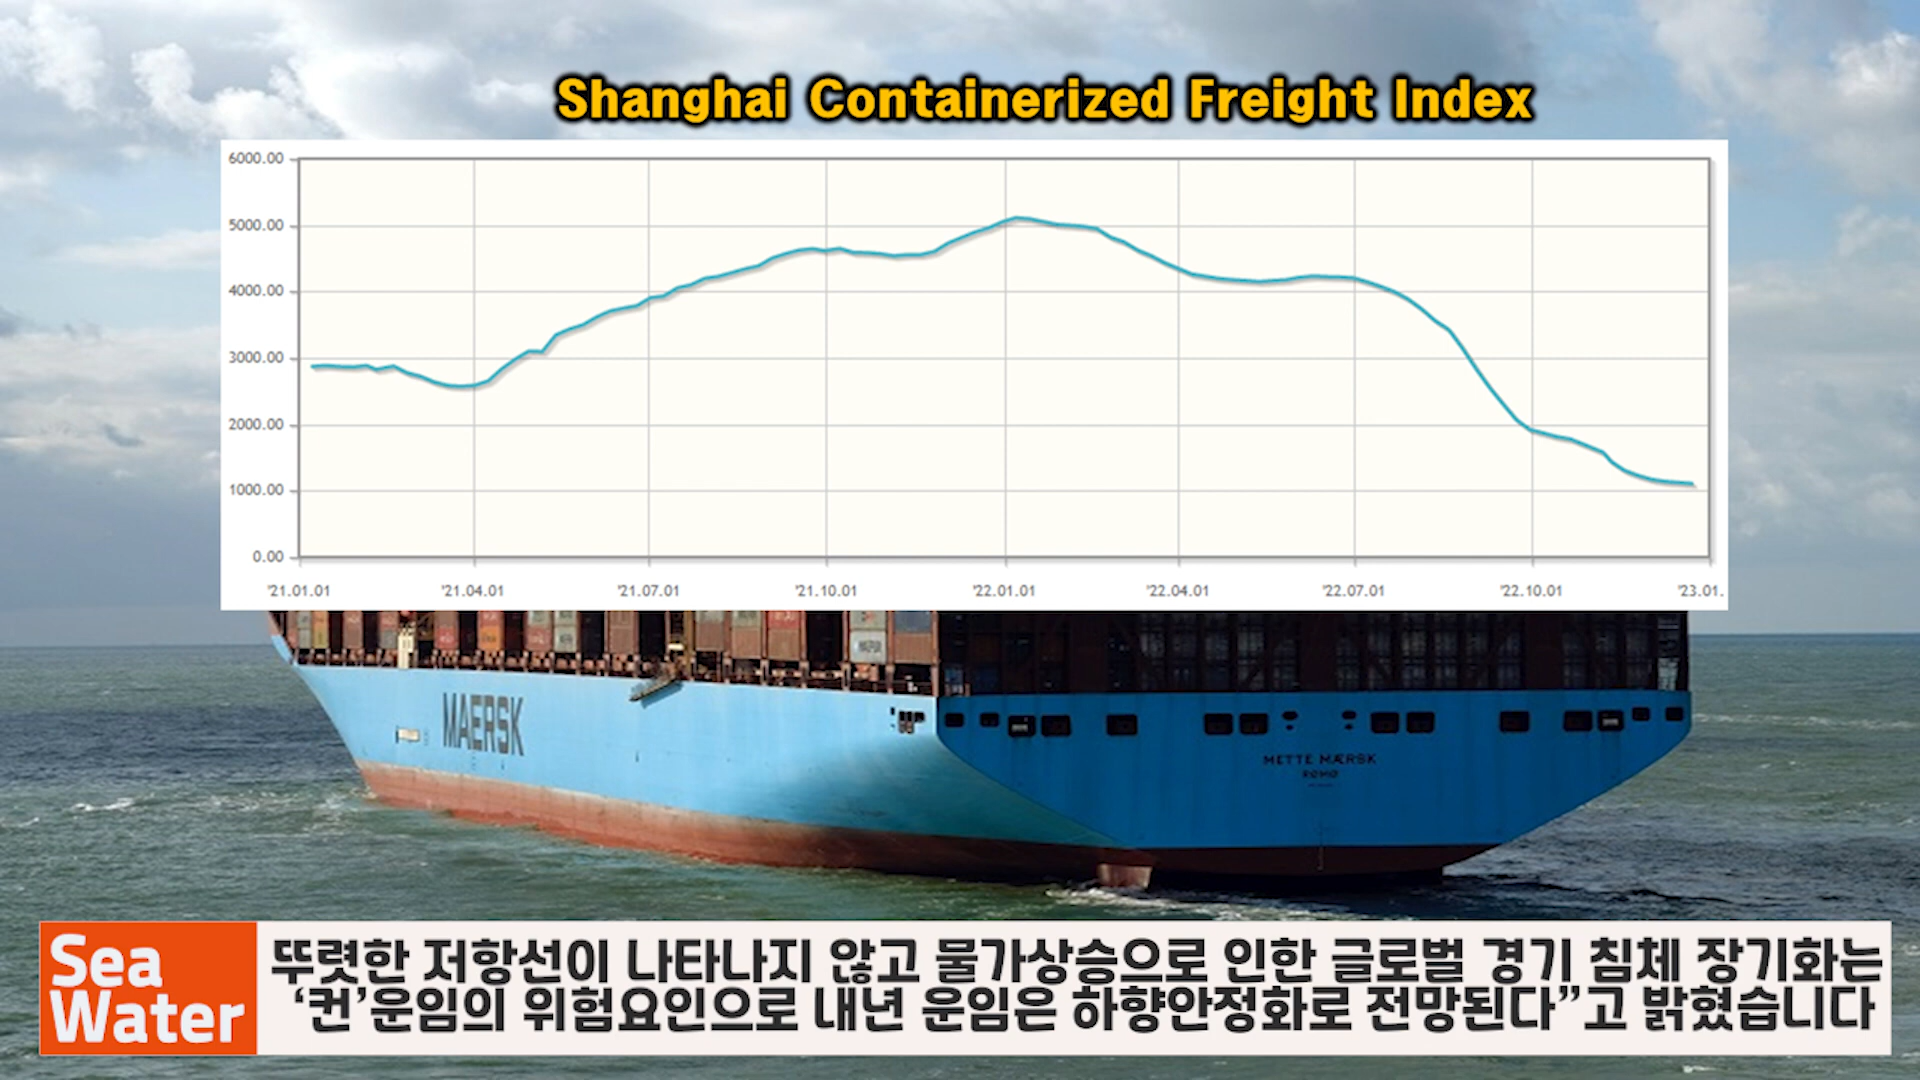 Shanghai Containerized Freight Index
6000.00
5000.00
4000.00
3000.00
2000.00
1000.00
0.00
'21.01.01 '21.04.01 '21.07.01 '21.10.01 '22.01.01 '22.04.01 '22.07.01 '22.10.01 '23.01.
MAERSK
METTE MÆRSK
RØMØ
Sea
Water
뚜렷한 저항선이 나타나지 않고 물가상승으로 인한 글로벌 경기 침체 장기화는
‘컨’운임의 위험요인으로 내년 운임은 하향안정화로 전망된다”고 밝혔습니다